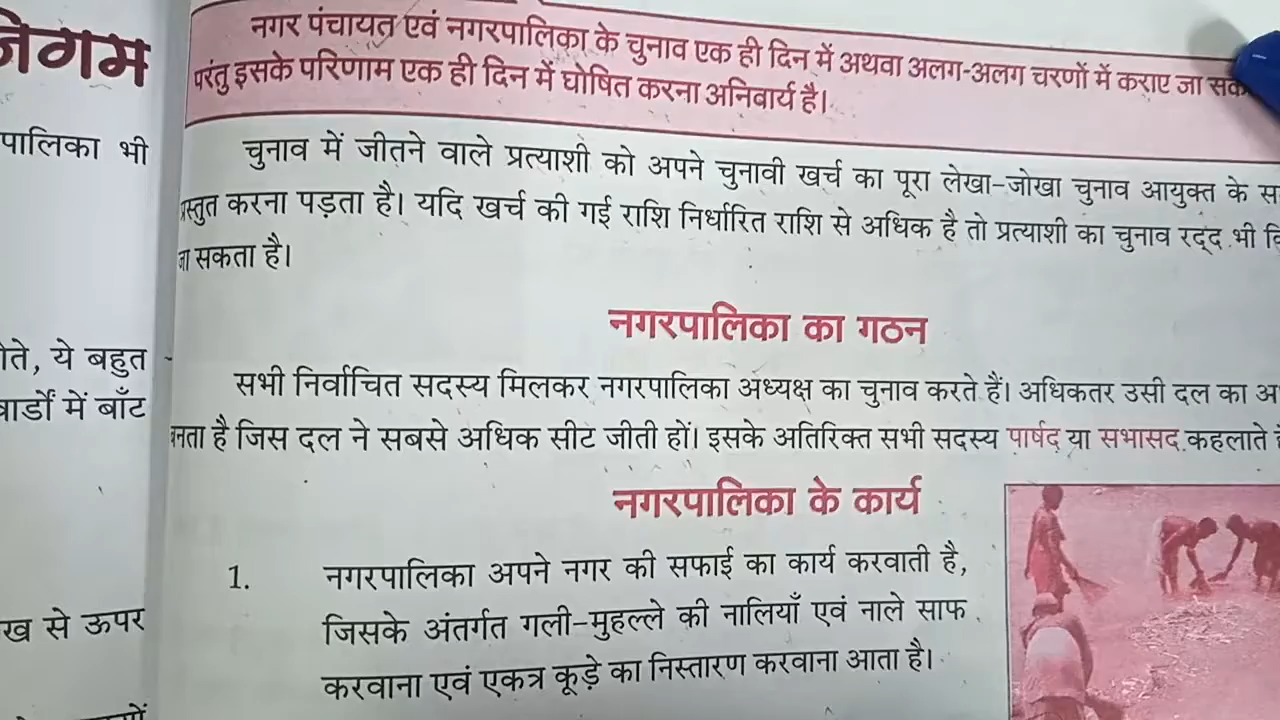 पालिका भी
ये बहुत
में बाँट
से ऊपर
नगर पंचायत एवं नगरपालिका के चुनाव एक ही दिन में अथवा अलग-अलग चरणों में कराए जा
परंतु इसके परिणाम एक ही दिन में घोषित करना अनिवार्य है।
चुनाव में जीतने वाले प्रत्याशी को अपने चुनावी खर्च का पूरा लेखा-जोखा चुनाव आयुक्त के
प्रस्तुत करना पड़ता है। यदि खर्च की गई राशि निर्धारित राशि से अधिक है तो प्रत्याशी का चुनाव रद्द भी
जा सकता है।
नगरपालिका का गठन
सभी निर्वाचित सदस्य मिलकर नगरपालिका अध्यक्ष का चुनाव करते हैं। अधिकतर उसी दल का
बनता है जिस दल ने सबसे अधिक सीट जीती हों। इसके अतिरिक्त सभी सदस्य पार्षद या सभासद कहलाते
नगरपालिका के कार्य
1. नगरपालिका अपने नगर की सफाई का कार्य करवाती है,
जिसके अंतर्गत गली-मुहल्ले की नालियाँ एवं नाले साफ
करवाना एवं एकत्र कूड़े का निस्तारण करवाना आता है।